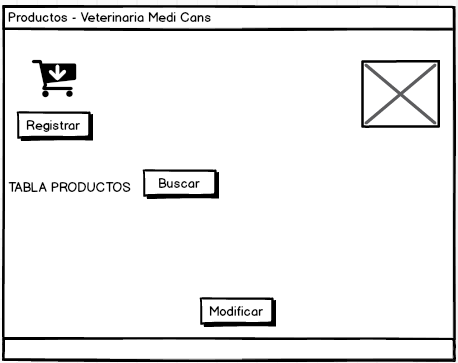 Productos - Veterinaria Medi Cans
Registrar
TABLA PRODUCTOS
Buscar
Modificar